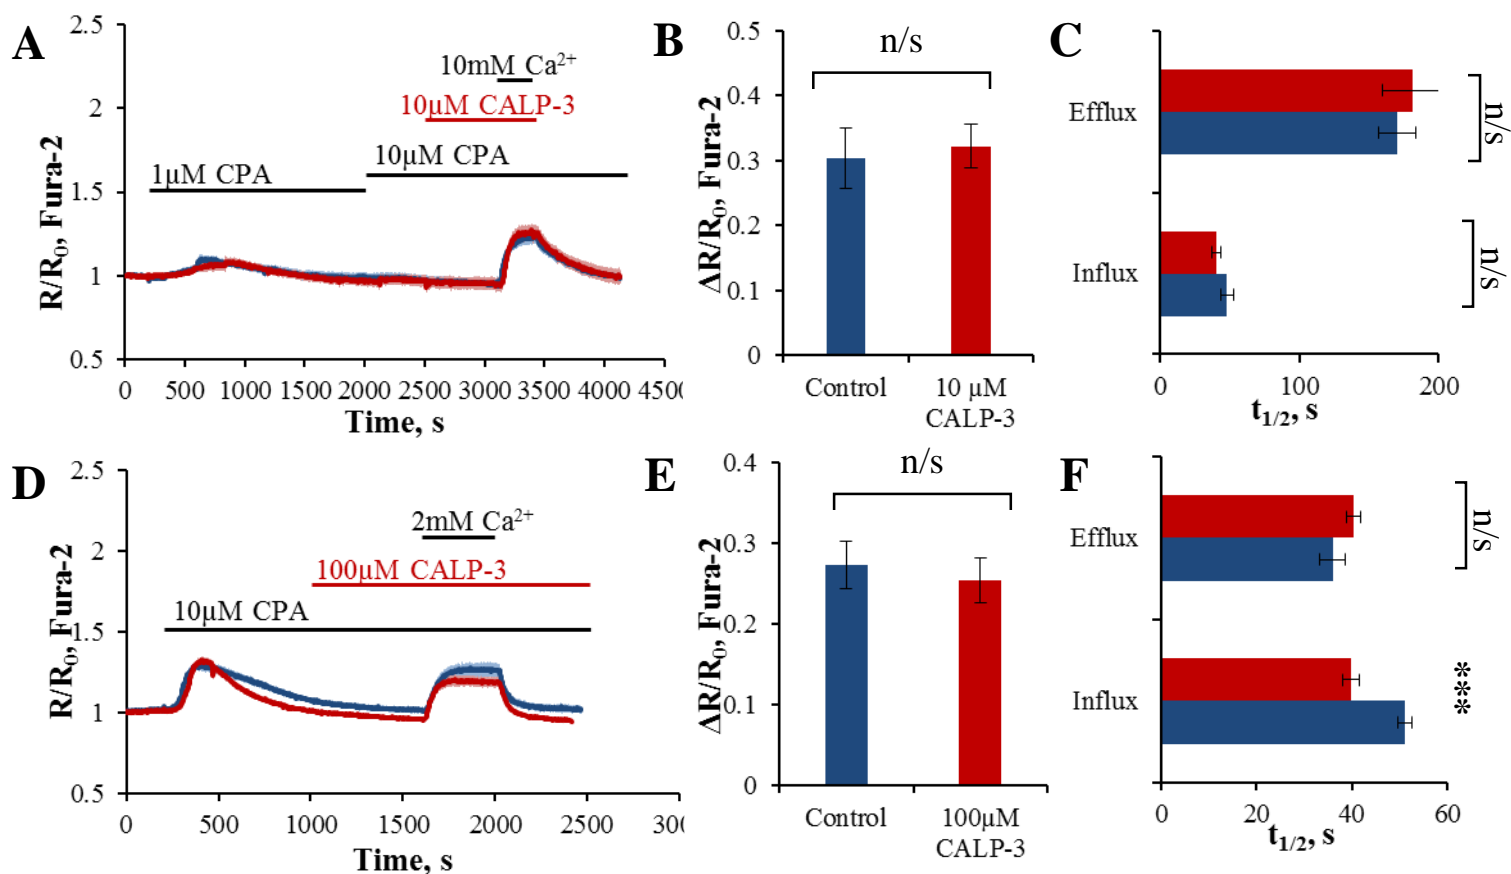 A
2.5
2
1.5
1
0.5
R/R0, Fura-2
10mM Ca2+
10µM CALP-3
1µM CPA
10µM CPA
0 500 1000 1500 2000 2500 3000 3500 4000 4500
Time, s
B
0.5
0.4
0.3
0.2
0.1
0
ΔR/R0, Fura-2
n/s
Control
10 µM
CALP-3
C
Efflux
Influx
n/s
n/s
0 100 200
t1/2, s
D
2.5
2
1.5
1
0.5
R/R0, Fura-2
2mM Ca2+
100µM CALP-3
10µM CPA
0 500 1000 1500 2000 2500 300
Time, s
E
0.4
0.3
0.2
0.1
0
ΔR/R0, Fura-2
n/s
Control
100µM
CALP-3
F
Efflux
Influx
n/s
***
0 20 40 60
t1/2, s